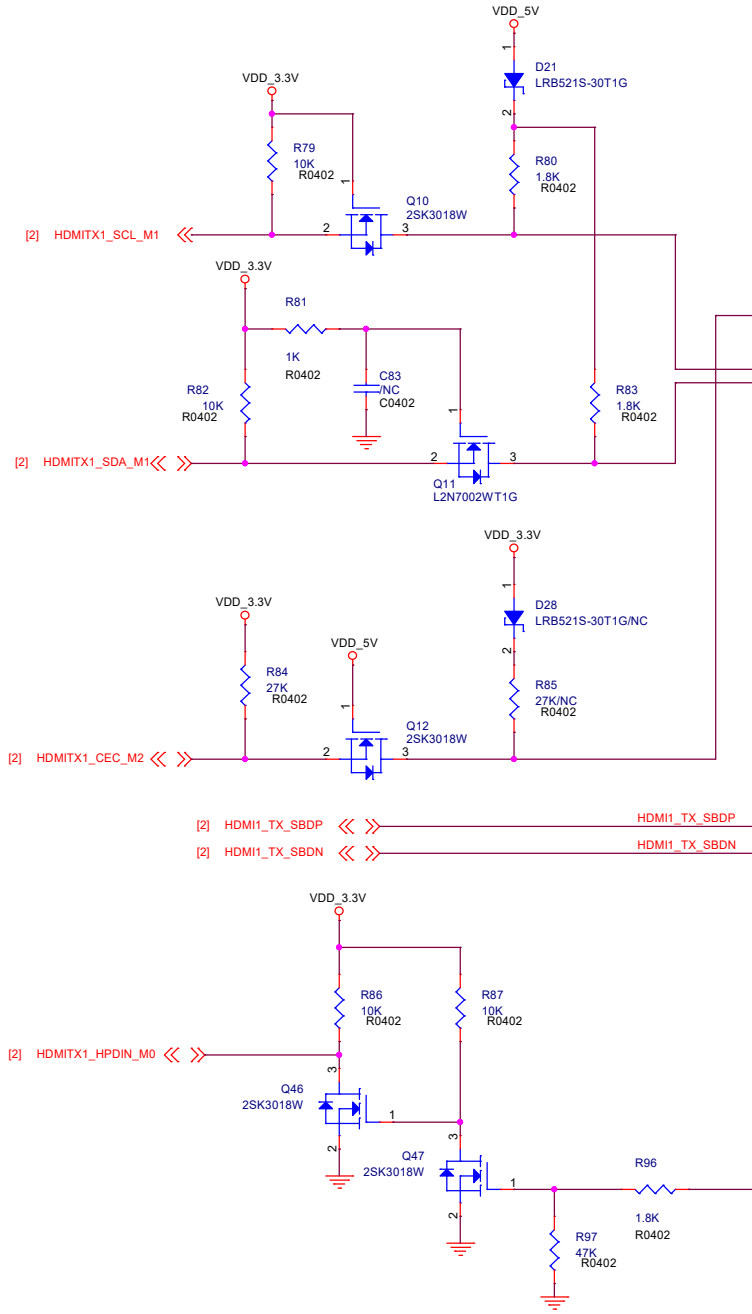 VDD_5V
1
D21
LRB521S-30T1G
2
VDD_3.3V
R79
10K
R0402
1
Q10
2SK3018W
R80
1.8K
R0402
[2] HDMITX1_SCL_M1
2
3
VDD_3.3V
R81
1K
R0402
C83
/NC
C0402
R82
10K
R0402
1
R83
1.8K
R0402
[2] HDMITX1_SDA_M1
2
3
Q11
L2N7002WT1G
VDD_3.3V
1
D28
LRB521S-30T1G/NC
2
VDD_3.3V
VDD_5V
R84
27K
R0402
1
Q12
2SK3018W
R85
27K/NC
R0402
[2] HDMITX1_CEC_M2
2
3
[2] HDMI1_TX_SBDP
HDMI1_TX_SBDP
[2] HDMI1_TX_SBDN
HDMI1_TX_SBDN
VDD_3.3V
R86
10K
R0402
R87
10K
R0402
[2] HDMITX1_HPDIN_M0
3
Q46
2SK3018W
1
2
3
Q47
2SK3018W
1
2
R96
1.8K
R0402
R97
47K
R0402